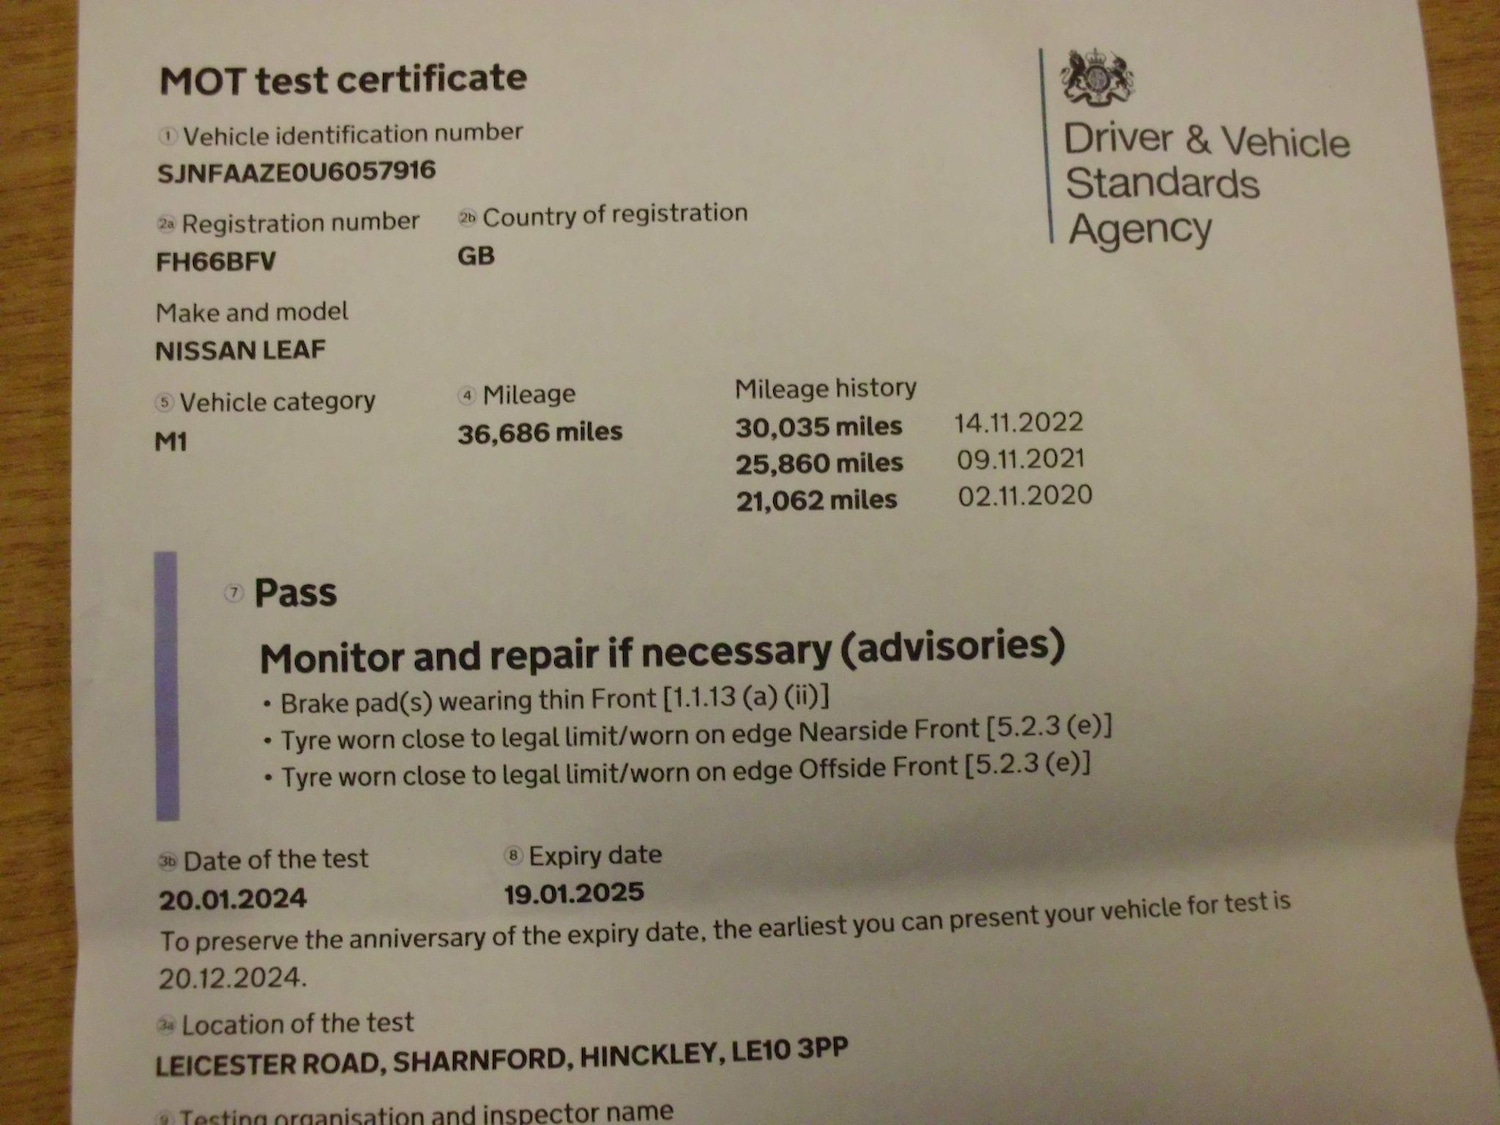 MOT test certificate
1 Vehicle identification number
SJNFAAZE0U6057916
2a Registration number 2b Country of registration
FH66BFV GB
Make and model
NISSAN LEAF
5 Vehicle category 4 Mileage Mileage history
M1 36,686 miles 30,035 miles 14.11.2022
25,860 miles 09.11.2021
21,062 miles 02.11.2020
Driver & Vehicle
Standards
Agency
7 Pass
Monitor and repair if necessary (advisories)
• Brake pad(s) wearing thin Front [1.1.13 (a) (ii)]
• Tyre worn close to legal limit/worn on edge Nearside Front [5.2.3 (e)]
• Tyre worn close to legal limit/worn on edge Offside Front [5.2.3 (e)]
3b Date of the test 8 Expiry date
20.01.2024 19.01.2025
To preserve the anniversary of the expiry date, the earliest you can present your vehicle for test is
20.12.2024.
3a Location of the test
LEICESTER ROAD, SHARNFORD, HINCKLEY, LE10 3PP
9 Testing organisation and inspector name